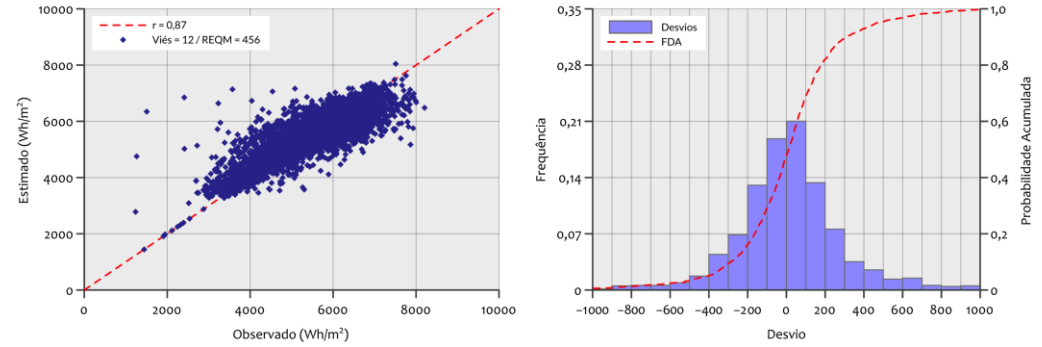 10000
8000
6000
4000
2000
0
Estimado (Wh/m²)
r = 0,87
Viés = 12 / REQM = 456
0 2000 4000 6000 8000 10000
Observado (Wh/m²)
0,35
0,28
0,21
0,14
0,07
0
Frequência
Desvios
FDA
1,0
0,8
0,6
0,4
0,2
0
Probabilidade Acumulada
−1000 −800 −600 −400 −200 0 200 400 600 800 1000
Desvio